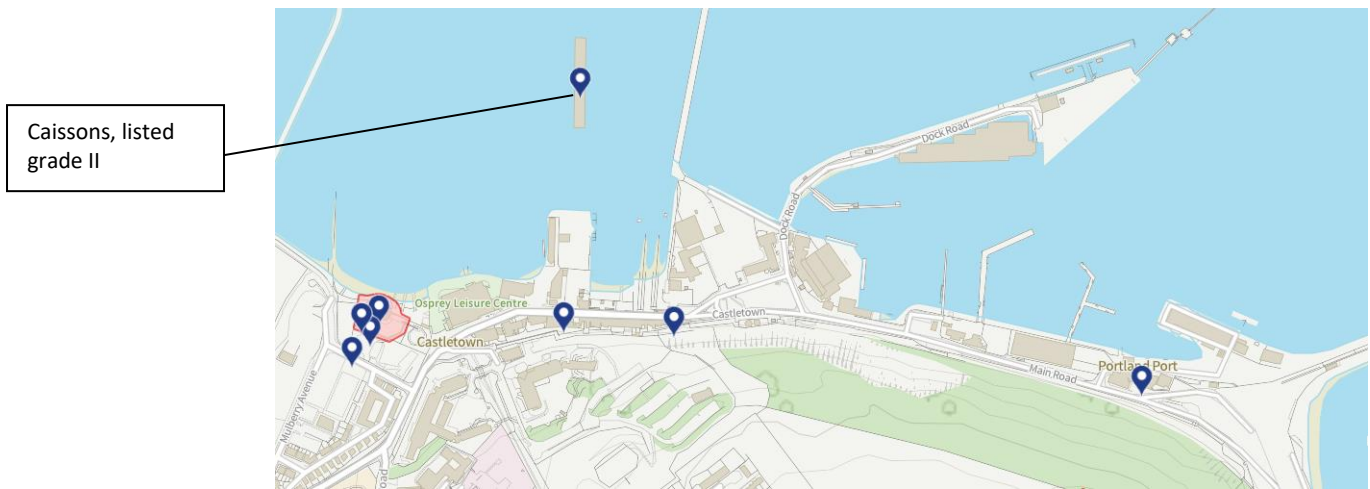 Caissons, listed
grade II
Dock Road
Dock Road
Osprey Leisure Centre
Castletown
Castletown
Portland Port
Main Road
Mulberry Avenue
oad